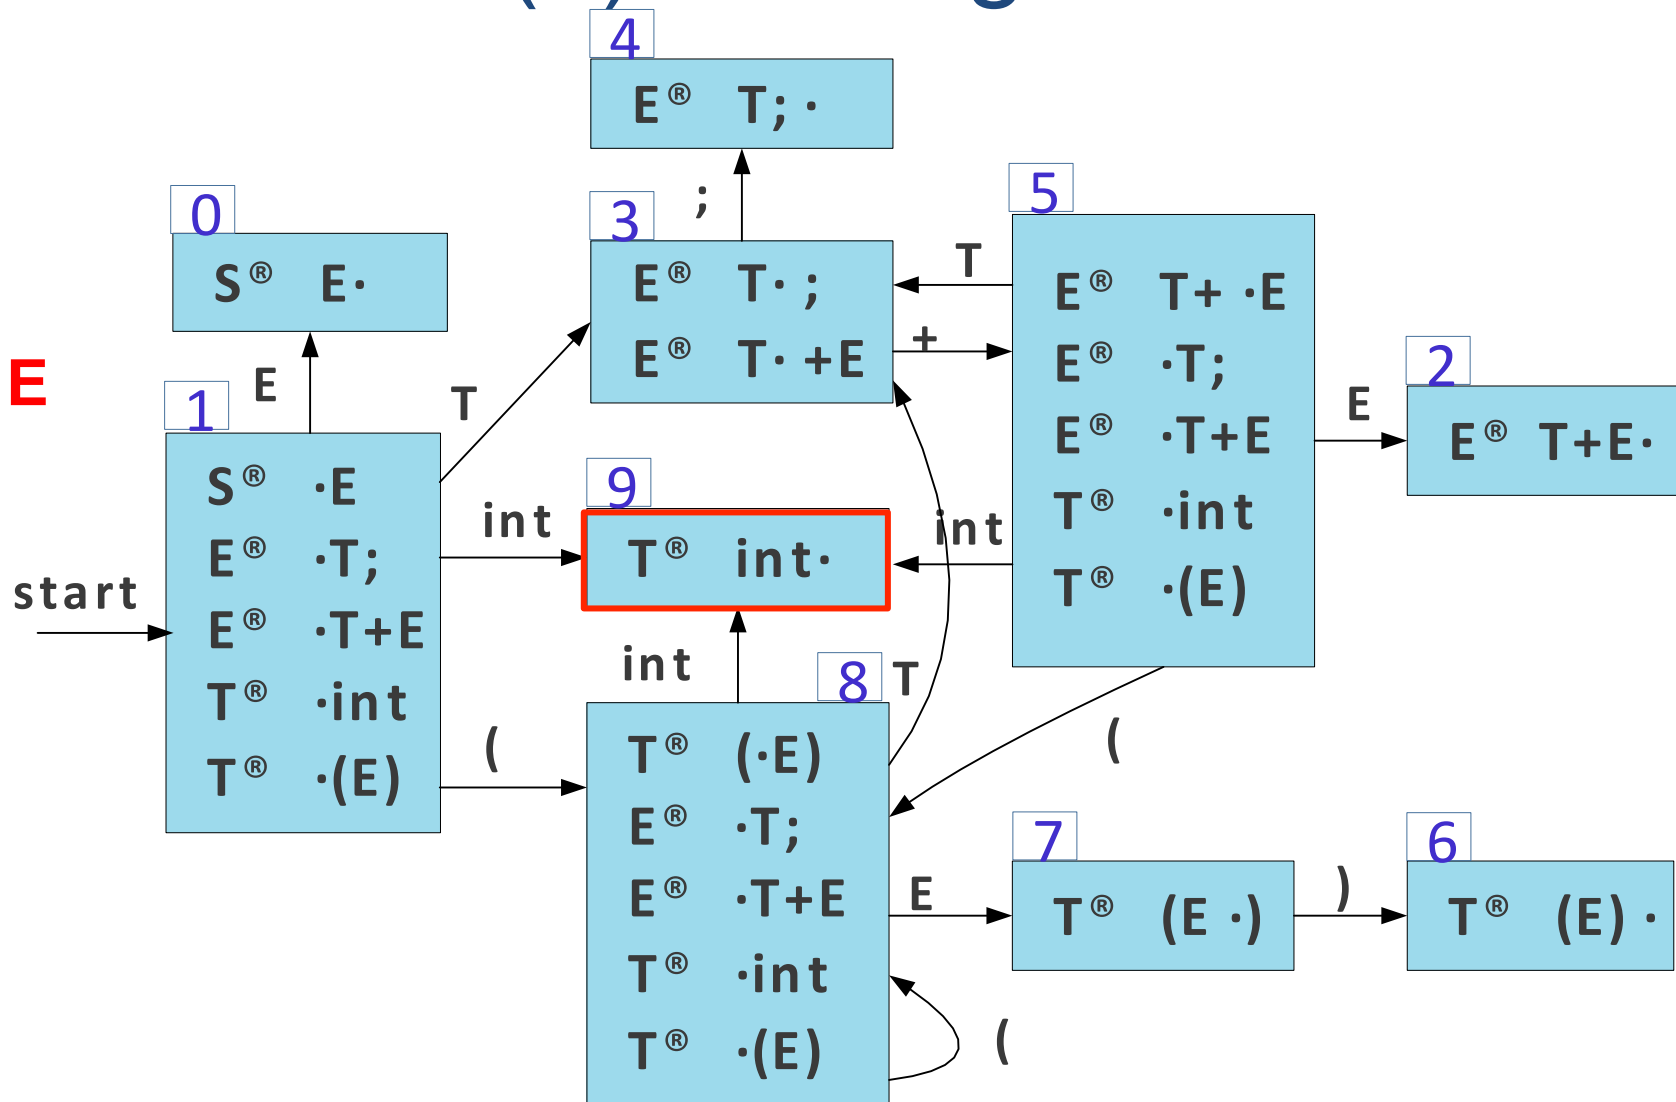 4
E® T; ·
0
S® E·
;
3
E® T· ;
E® T· +E
T
+
5
E® T+ ·E
E® ·T;
E® ·T+E
T® ·int
T® ·(E)
E
2
E® T+E·
E
E
T
1
S® ·E
E® ·T;
E® ·T+E
T® ·int
T® ·(E)
start
int
9
T® int·
int
int
8
T
(
(
T® (·E)
E® ·T;
E® ·T+E
T® ·int
T® ·(E)
E
7
T® (E ·)
)
6
T® (E) ·
(